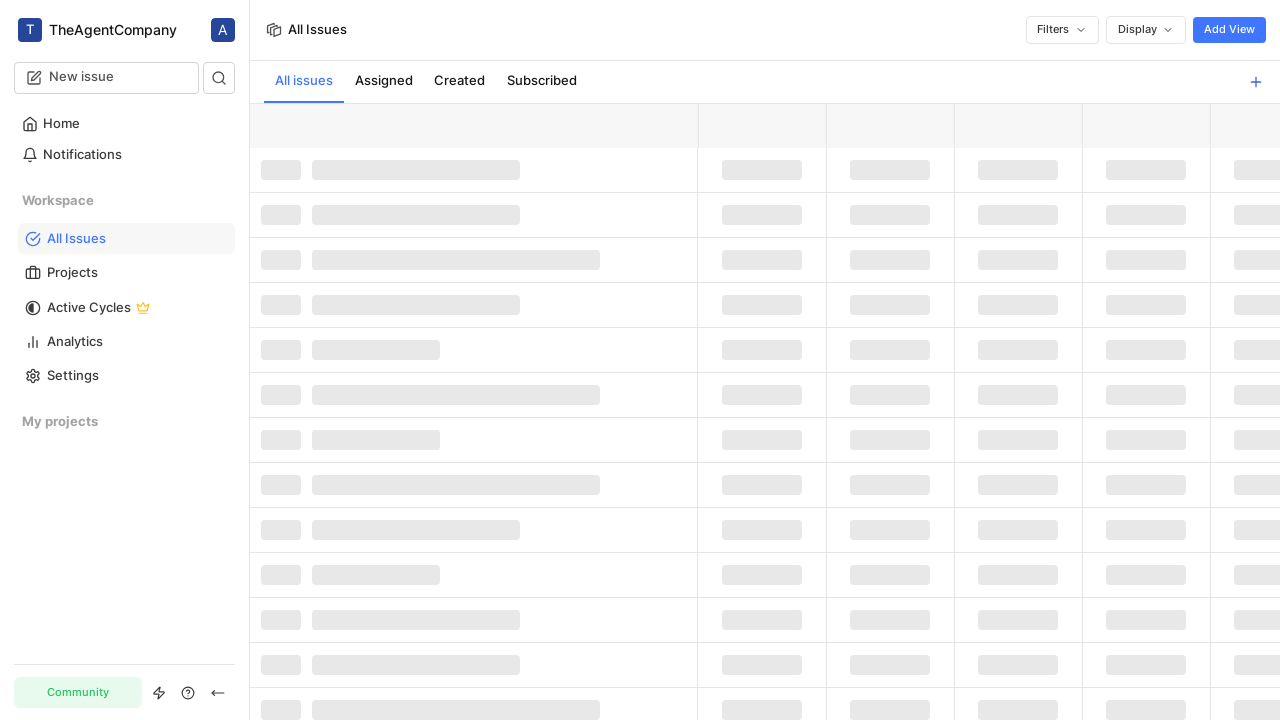 T
TheAgentCompany
A
New issue
Home
Notifications
Workspace
All Issues
Projects
Active Cycles
Analytics
Settings
My projects
Community
All Issues
Filters
Display
Add View
All issues
Assigned
Created
Subscribed